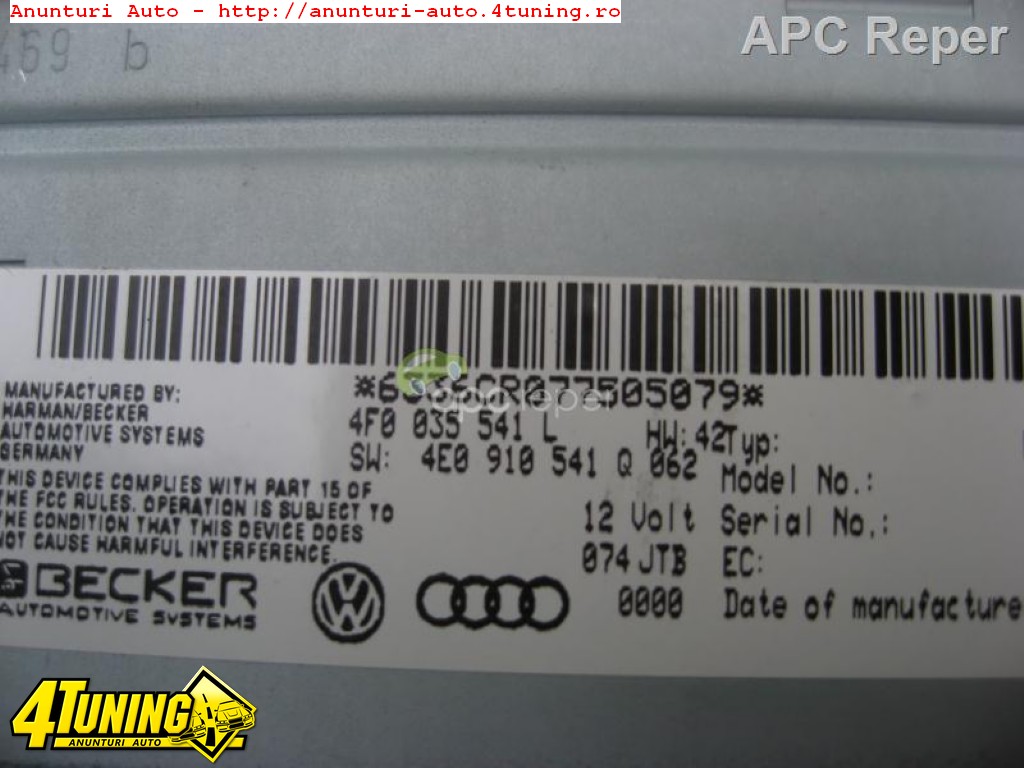 Anunturi Auto - http://anunturi-auto.4tuning.ro
APC Reper
469 b
apc reper
MANUFACTURED BY:
HARMAN/BECKER
AUTOMOTIVE SYSTEMS
GERMANY
4F0 035 541 L HW: 42 Typ:
SW: 4E0 910 541 Q 062 Model No.:
THIS DEVICE COMPLIES WITH PART 15 OF
THE FCC RULES. OPERATION IS SUBJECT TO
THE CONDITION THAT THIS DEVICE DOES
NOT CAUSE HARMFUL INTERFERENCE.
12 Volt Serial No.:
074 JTB EC:
0000 Date of manufacture
BECKER
AUTOMOTIVE SYSTEMS
4TUNING
ANUNTURI AUTO